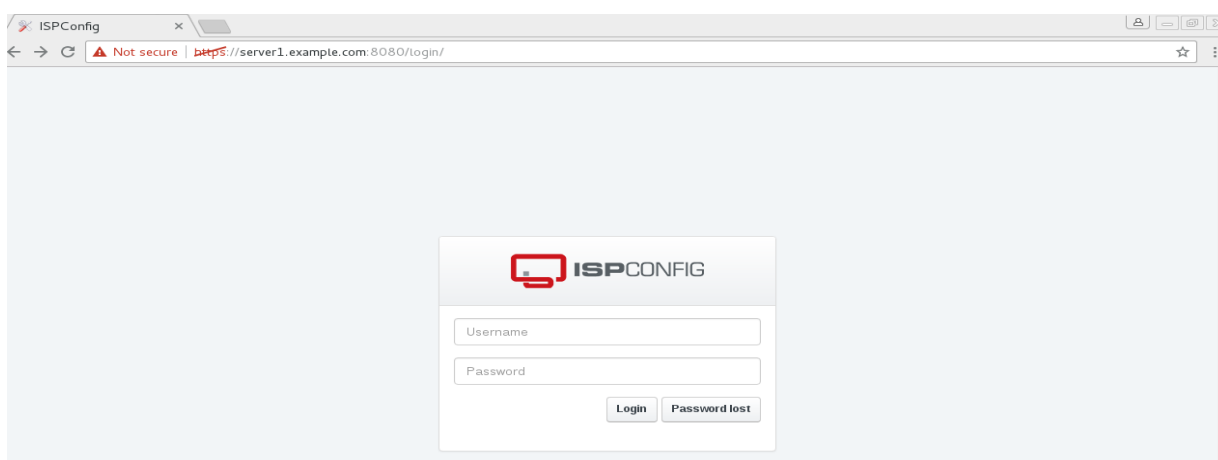 ISPConfig
Not secure | https://server1.example.com:8080/login/
ISPCONFIG
Username
Password
Login Password lost